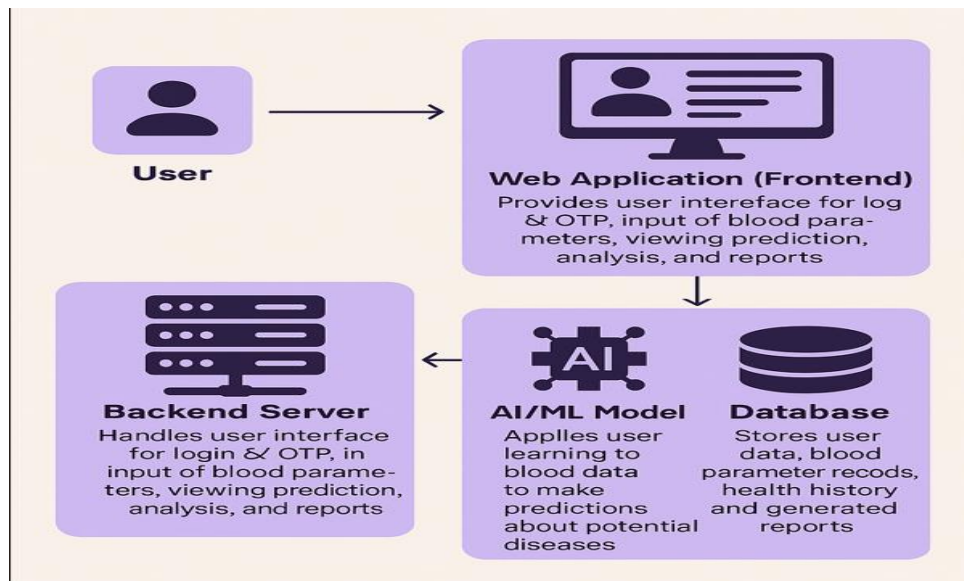 User
Web Application (Frontend)
Provides user intereface for log
& OTP, input of blood para-
meters, viewing prediction,
analysis, and reports
Backend Server
Handles user interface
for login & OTP, in
input of blood parame-
ters, viewing prediction,
analysis, and reports
AI
AI/ML Model
Applles user
learning to
blood data
to make
predictions
about potential
diseases
Database
Stores user
data, blood
parameter recods,
health history
and generated
reports